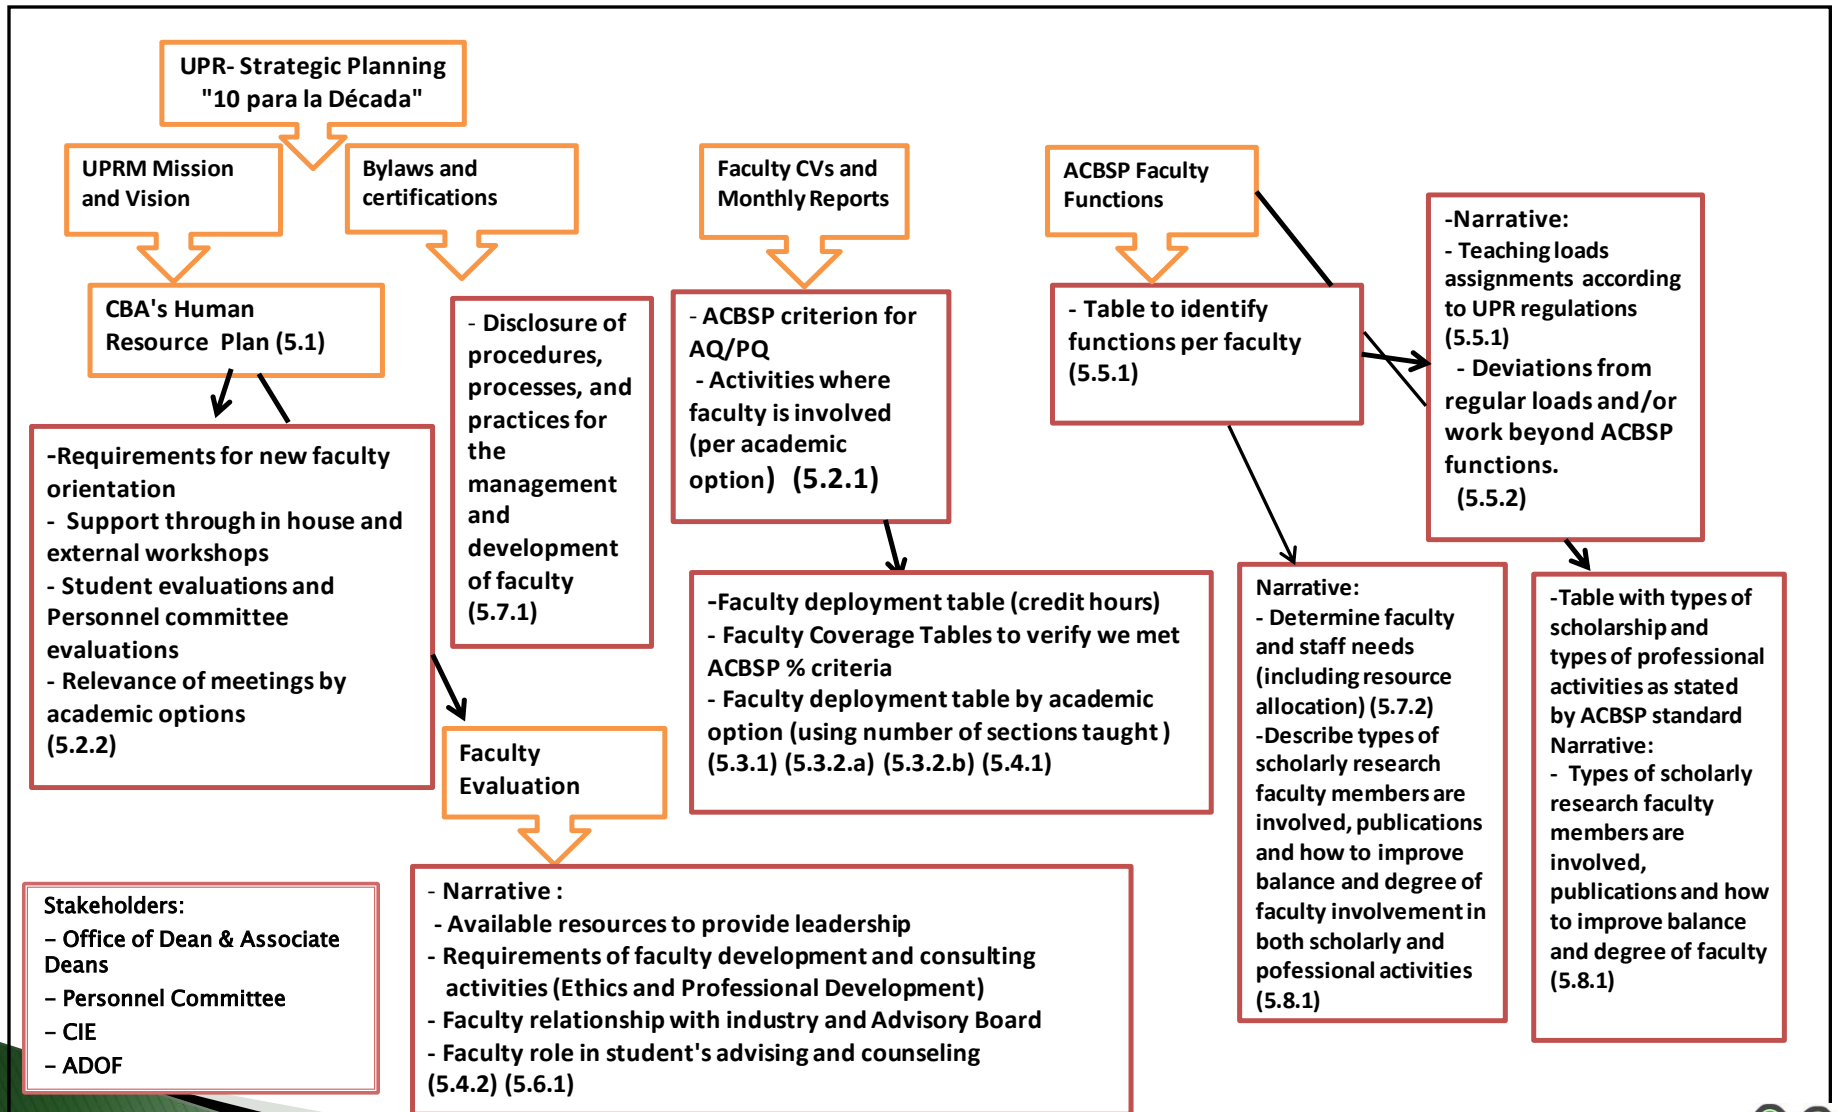 UPR- Strategic Planning
"10 para la Década"
UPRM Mission
and Vision
Bylaws and
certifications
Faculty CVs and
Monthly Reports
ACBSP Faculty
Functions
CBA's Human
Resource Plan (5.1)
- Disclosure of
procedures,
processes, and
practices for
the
management
and
development
of faculty
(5.7.1)
- ACBSP criterion for
AQ/PQ
- Activities where
faculty is involved
(per academic
option) (5.2.1)
- Table to identify
functions per faculty
(5.5.1)
-Narrative:
- Teaching loads
assignments according
to UPR regulations
(5.5.1)
- Deviations from
regular loads and/or
work beyond ACBSP
functions.
(5.5.2)
-Requirements for new faculty
orientation
- Support through in house and
external workshops
- Student evaluations and
Personnel committee
evaluations
- Relevance of meetings by
academic options
(5.2.2)
-Faculty deployment table (credit hours)
- Faculty Coverage Tables to verify we met
ACBSP % criteria
- Faculty deployment table by academic
option (using number of sections taught )
(5.3.1) (5.3.2.a) (5.3.2.b) (5.4.1)
Narrative:
- Determine faculty
and staff needs
(including resource
allocation) (5.7.2)
-Describe types of
scholarly research
faculty members are
involved, publications
and how to improve
balance and degree of
faculty involvement in
both scholarly and
pofessional activities
(5.8.1)
-Table with types of
scholarship and
types of professional
activities as stated
by ACBSP standard
Narrative:
- Types of scholarly
research faculty
members are
involved,
publications and how
to improve balance
and degree of faculty
(5.8.1)
Faculty
Evaluation
Stakeholders:
– Office of Dean & Associate
Deans
– Personnel Committee
– CIE
– ADOF
- Narrative :
- Available resources to provide leadership
- Requirements of faculty development and consulting
activities (Ethics and Professional Development)
- Faculty relationship with industry and Advisory Board
- Faculty role in student's advising and counseling
(5.4.2) (5.6.1)